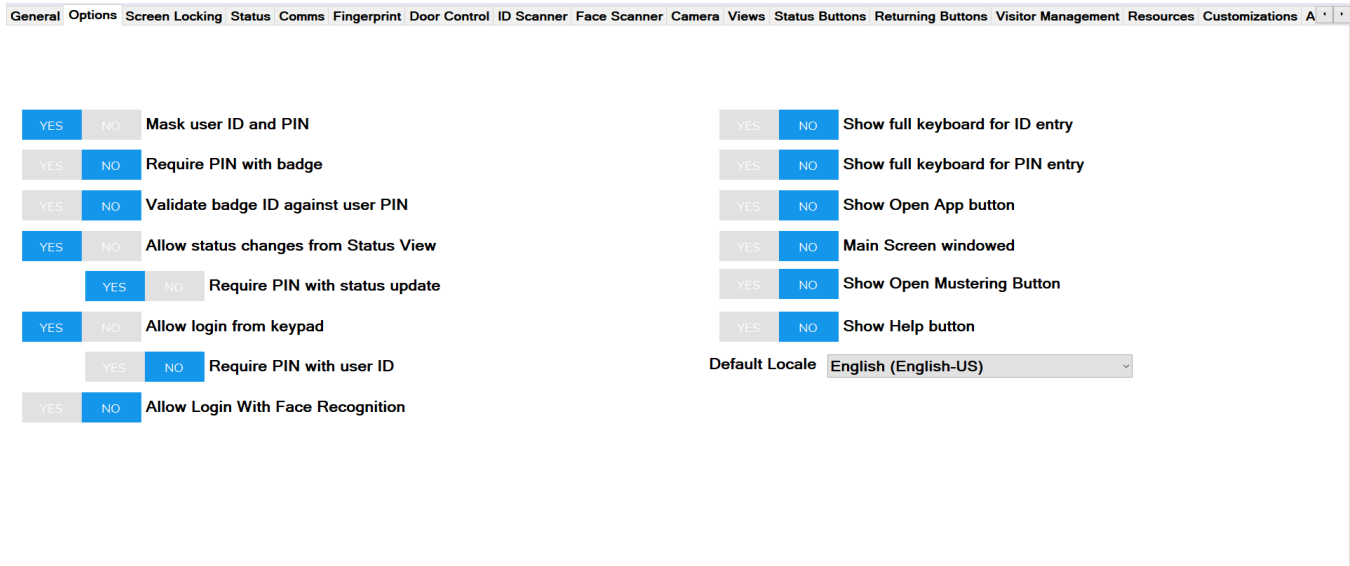 General Options Screen Locking Status Comms Fingerprint Door Control ID Scanner Face Scanner Camera Views Status Buttons Returning Buttons Visitor Management Resources Customizations A
YES NO Mask user ID and PIN
YES NO Require PIN with badge
YES NO Validate badge ID against user PIN
YES NO Allow status changes from Status View
YES NO Require PIN with status update
YES NO Allow login from keypad
YES NO Require PIN with user ID
YES NO Allow Login With Face Recognition
YES NO Show full keyboard for ID entry
YES NO Show full keyboard for PIN entry
YES NO Show Open App button
YES NO Main Screen windowed
YES NO Show Open Mustering Button
YES NO Show Help button
Default Locale English (English-US)